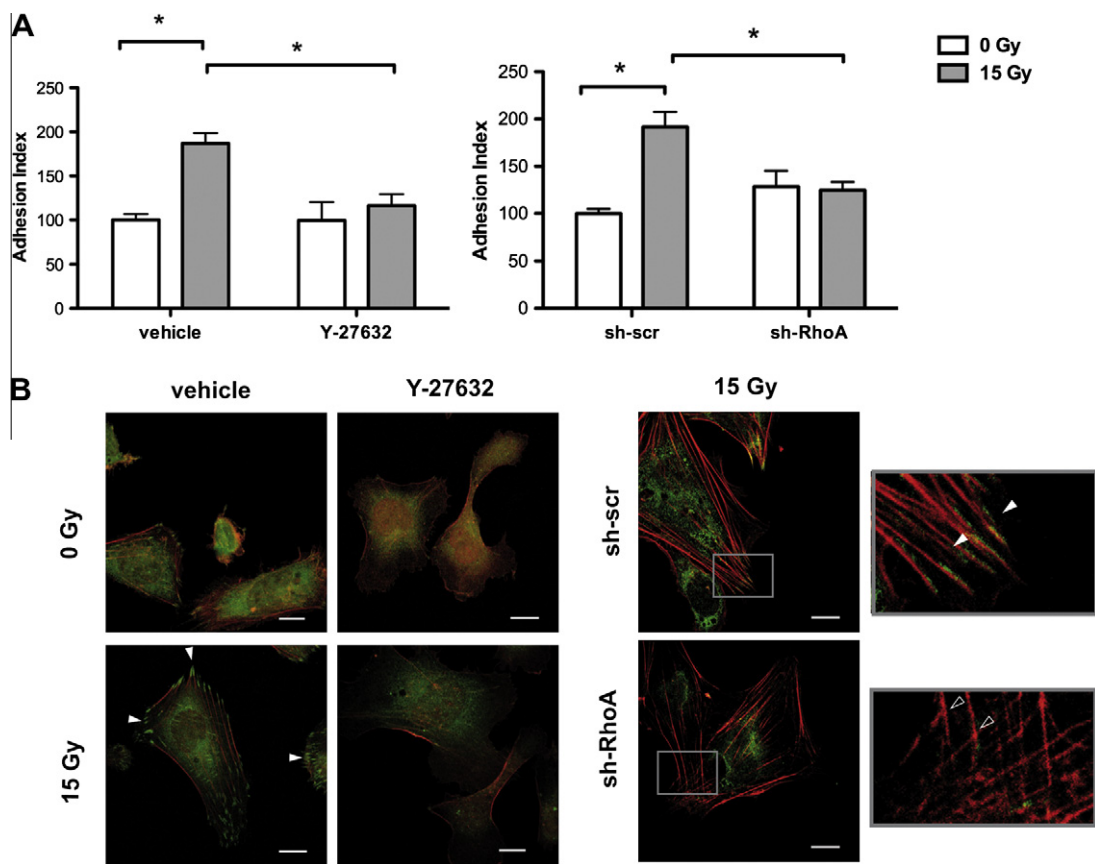 A
*
*
Adhesion Index
250
200
150
100
50
0
vehicle
Y-27632
*
*
Adhesion Index
250
200
150
100
50
0
sh-scr
sh-RhoA
0 Gy
15 Gy
B
vehicle
Y-27632
15 Gy
0 Gy
15 Gy
sh-scr
sh-RhoA